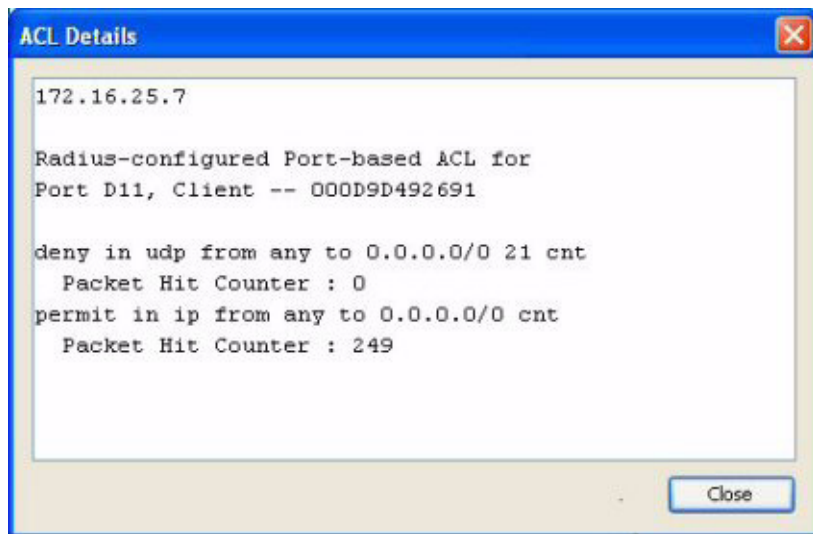 ACL Details
172.16.25.7
Radius-configured Port-based ACL for
Port D11, Client -- 000D9D492691
deny in udp from any to 0.0.0.0/0 21 cnt
Packet Hit Counter : 0
permit in ip from any to 0.0.0.0/0 cnt
Packet Hit Counter : 249
Close